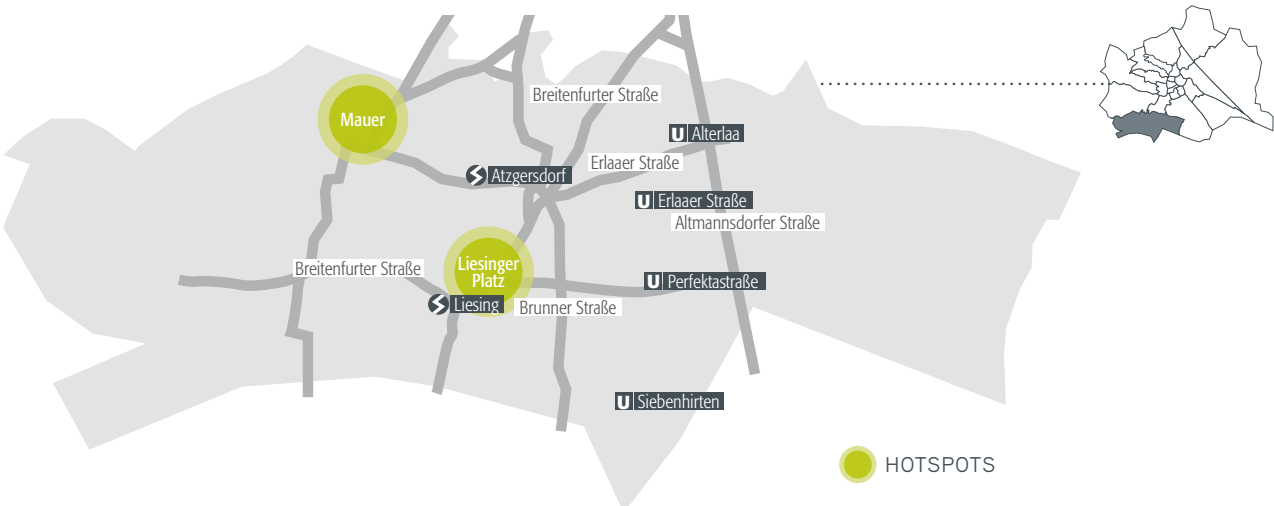 Breitenfurter Straße
Mauer
U Alterlaa
Erlaaer Straße
Atzgersdorf
U Erlaaer Straße
Altmannsdorfer Straße
Liesinger
Platz
Breitenfurter Straße
U Perfektastraße
Liesing
Brunner Straße
U Siebenhirten
HOTSPOTS